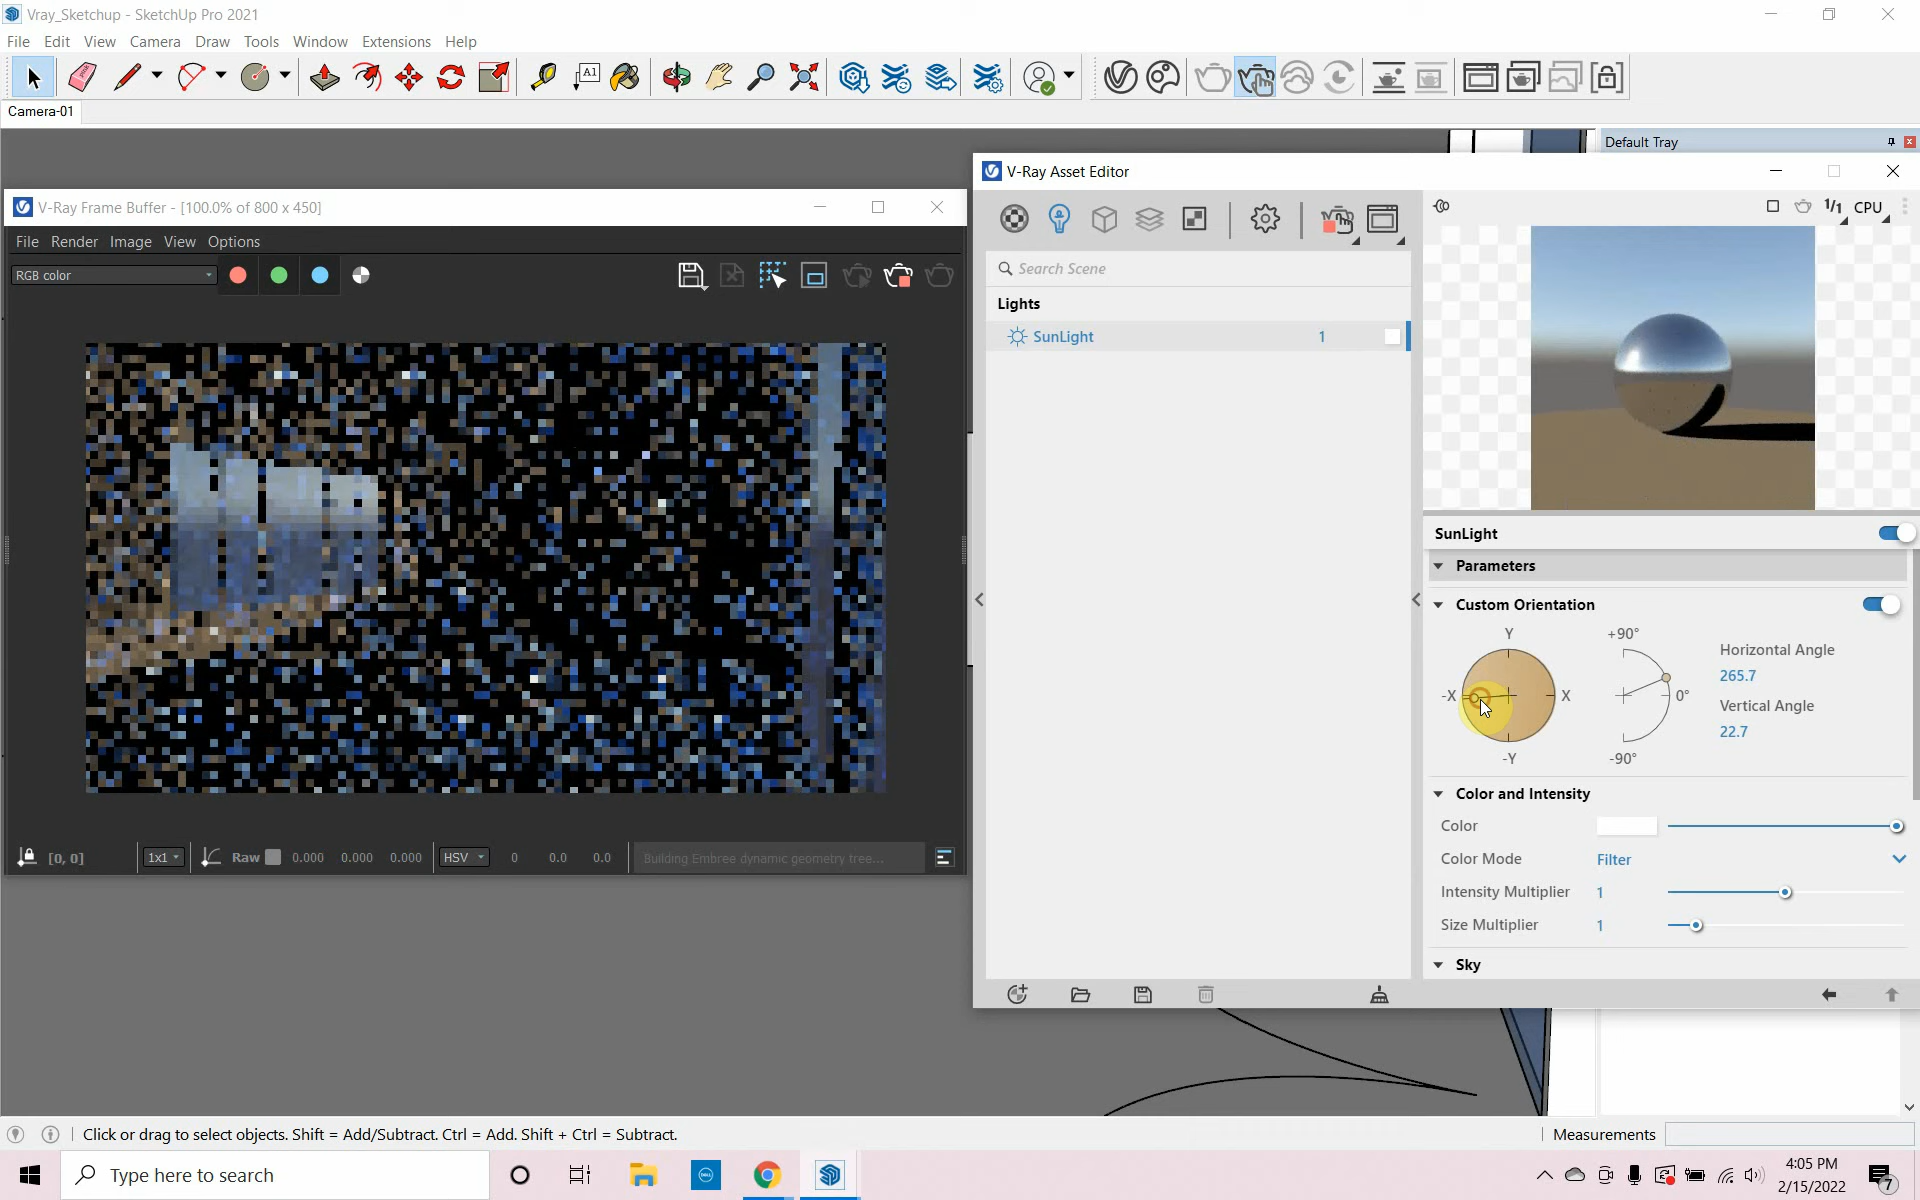 Vray_Sketchup - SketchUp Pro 2021
File Edit View Camera Draw Tools Window Extensions Help
A1
Camera-01
Default Tray
V-Ray Frame Buffer - [100.0% of 800 x 450]
File Render Image View Options
RGB color
[0, 0]
1x1
Raw
0.000 0.000 0.000
HSV
0 0.0 0.0
Building Embree dynamic geometry tree...
V-Ray Asset Editor
Search Scene
Lights
SunLight 1
1/1 CPU
SunLight
Parameters
Custom Orientation
Y
-X X
-Y
+90°
0°
-90°
Horizontal Angle
265.7
Vertical Angle
22.7
Color and Intensity
Color
Color Mode Filter
Intensity Multiplier 1
Size Multiplier 1
Sky
Click or drag to select objects. Shift = Add/Subtract. Ctrl = Add. Shift + Ctrl = Subtract.
Measurements
Type here to search
DELL
4:05 PM
2/15/2022
7